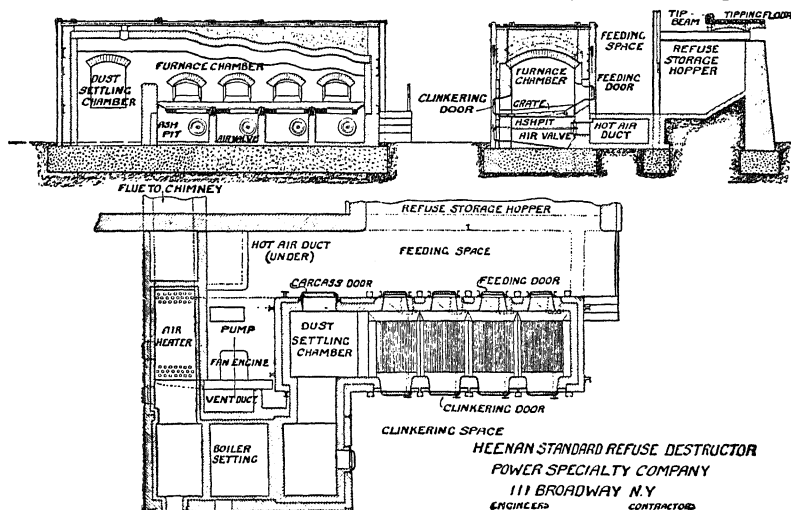 FURNACE CHAMBER
DUST
SETTLING
CHAMBER
ASH
PIT
AIR VALVE
TIP-
BEAM
TIPPING FLOOR
FEEDING
SPACE
REFUSE
STORAGE
HOPPER
FURNACE
CHAMBER
FEEDING
DOOR
CLINKERING
DOOR
GRATE
ASHPIT
AIR VALVE
HOT AIR
DUCT
FLUE TO CHIMNEY
REFUSE STORAGE HOPPER
HOT AIR DUCT
(UNDER)
FEEDING SPACE
CARCASS DOOR
FEEDING DOOR
AIR
HEATER
PUMP
FAN ENGINE
VENT DUCT
DUST
SETTLING
CHAMBER
CLINKERING DOOR
CLINKERING SPACE
BOILER
SETTING
HEENAN STANDARD REFUSE DESTRUCTOR
POWER SPECIALTY COMPANY
111 BROADWAY N.Y
ENGINEERS CONTRACTORS